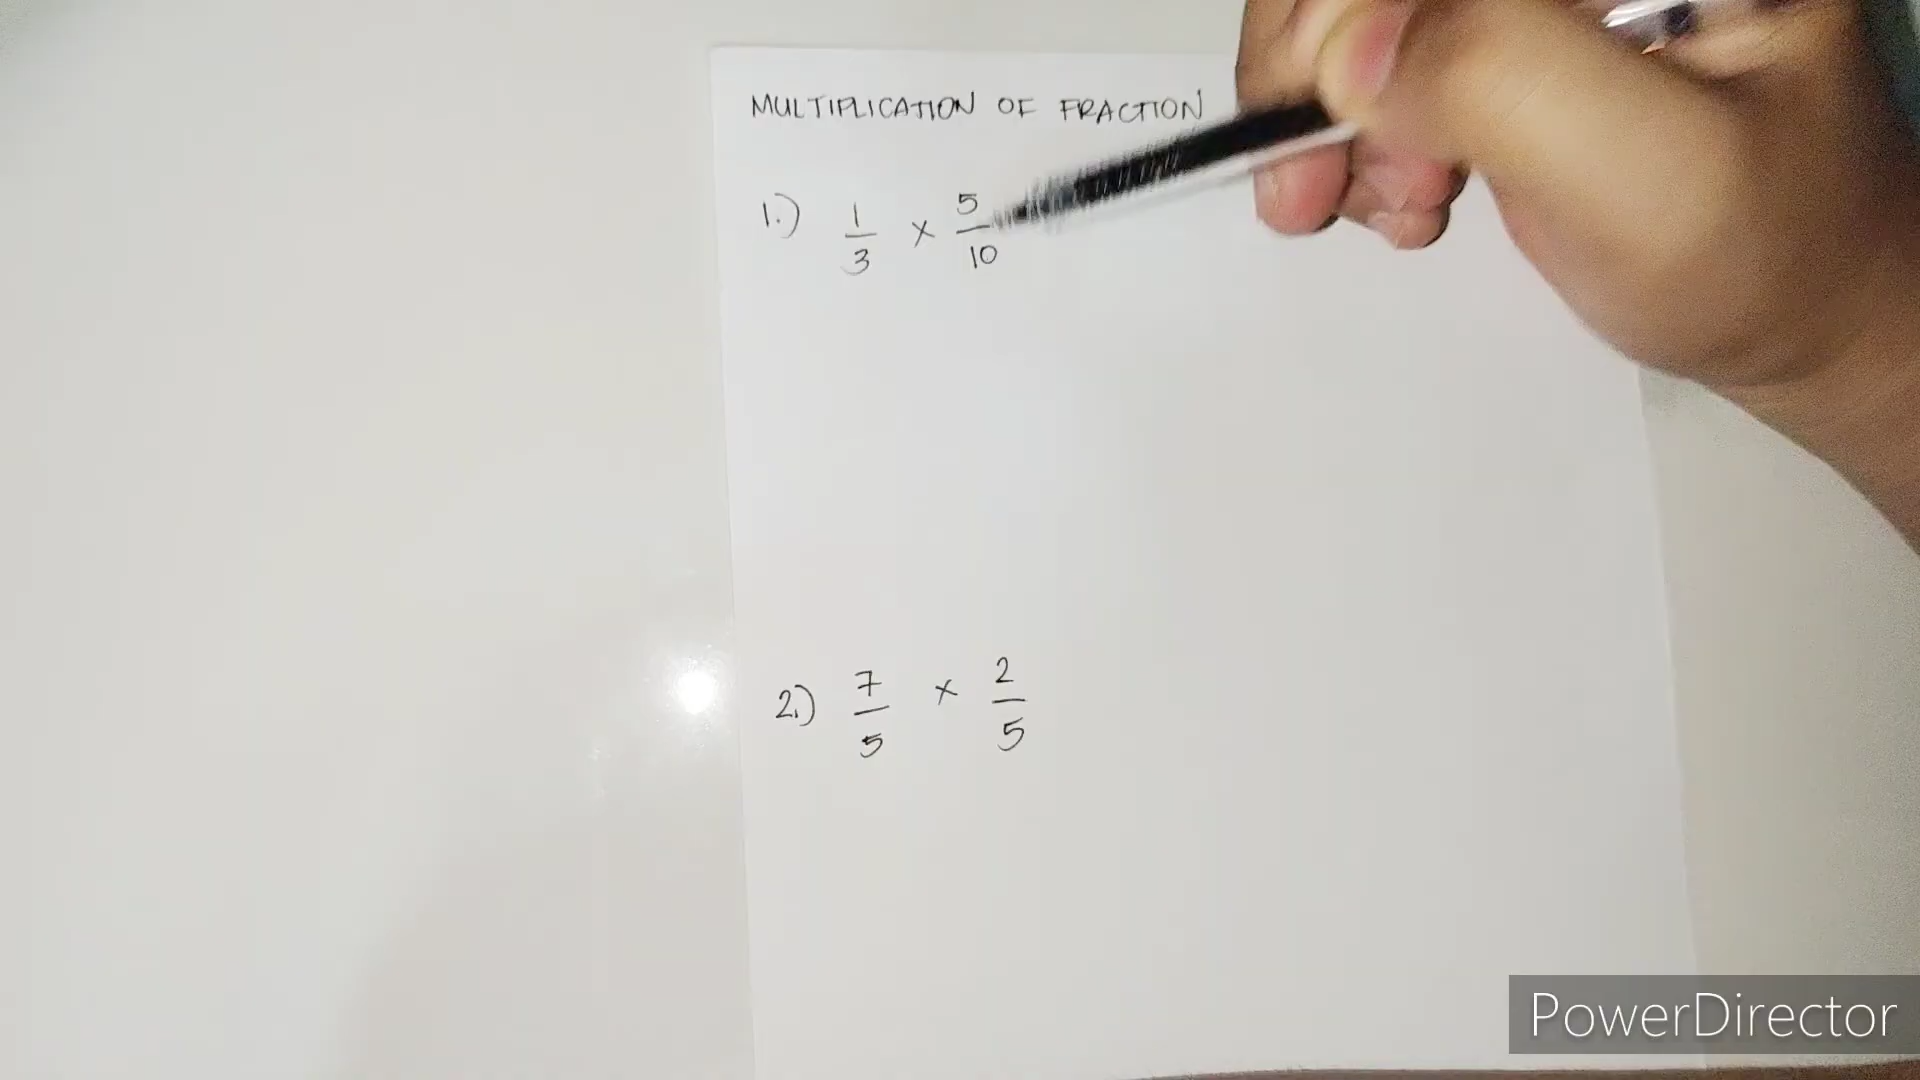 MULTIPLICATION OF FRACTION
1.) 1/3 x 5/10
2.) 7/5 x 2/5
PowerDirector